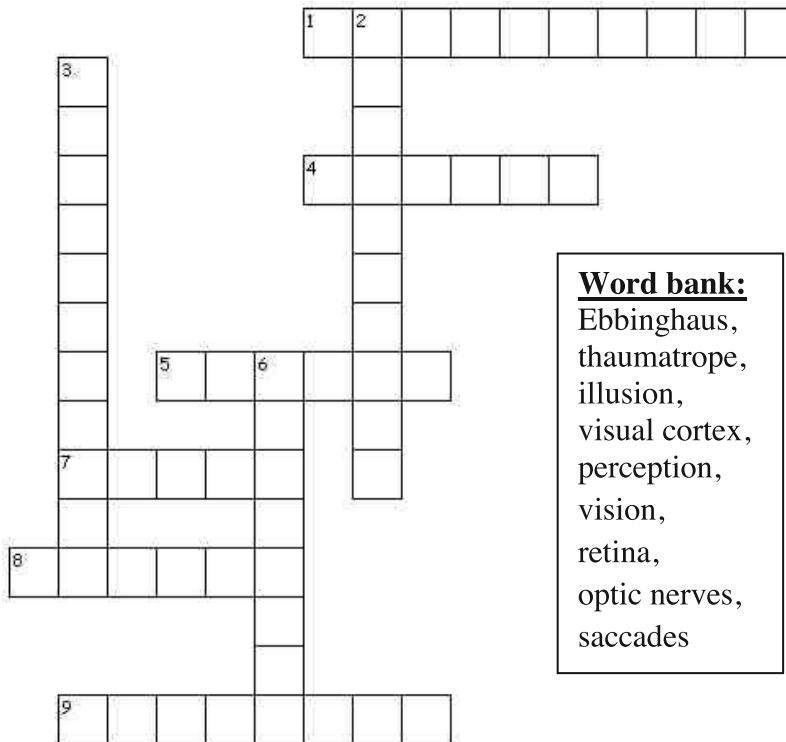 1 2
3
4
5 6
7
8
9
Word bank:
Ebbinghaus,
thaumatrope,
illusion,
visual cortex,
perception,
vision,
retina,
optic nerves,
saccades